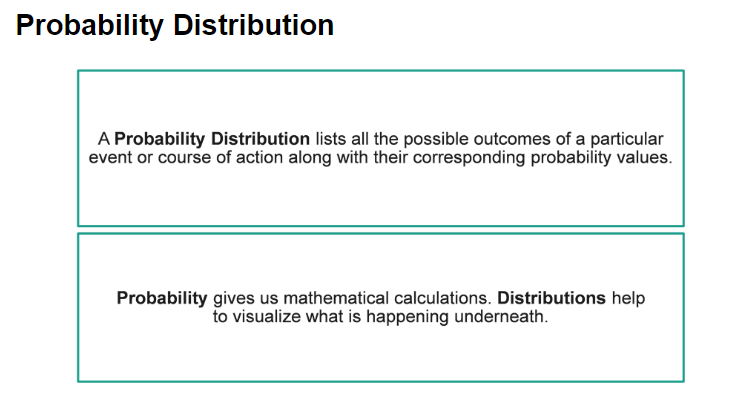 Probability Distribution
A Probability Distribution lists all the possible outcomes of a particular
event or course of action along with their corresponding probability values.
Probability gives us mathematical calculations. Distributions help
to visualize what is happening underneath.